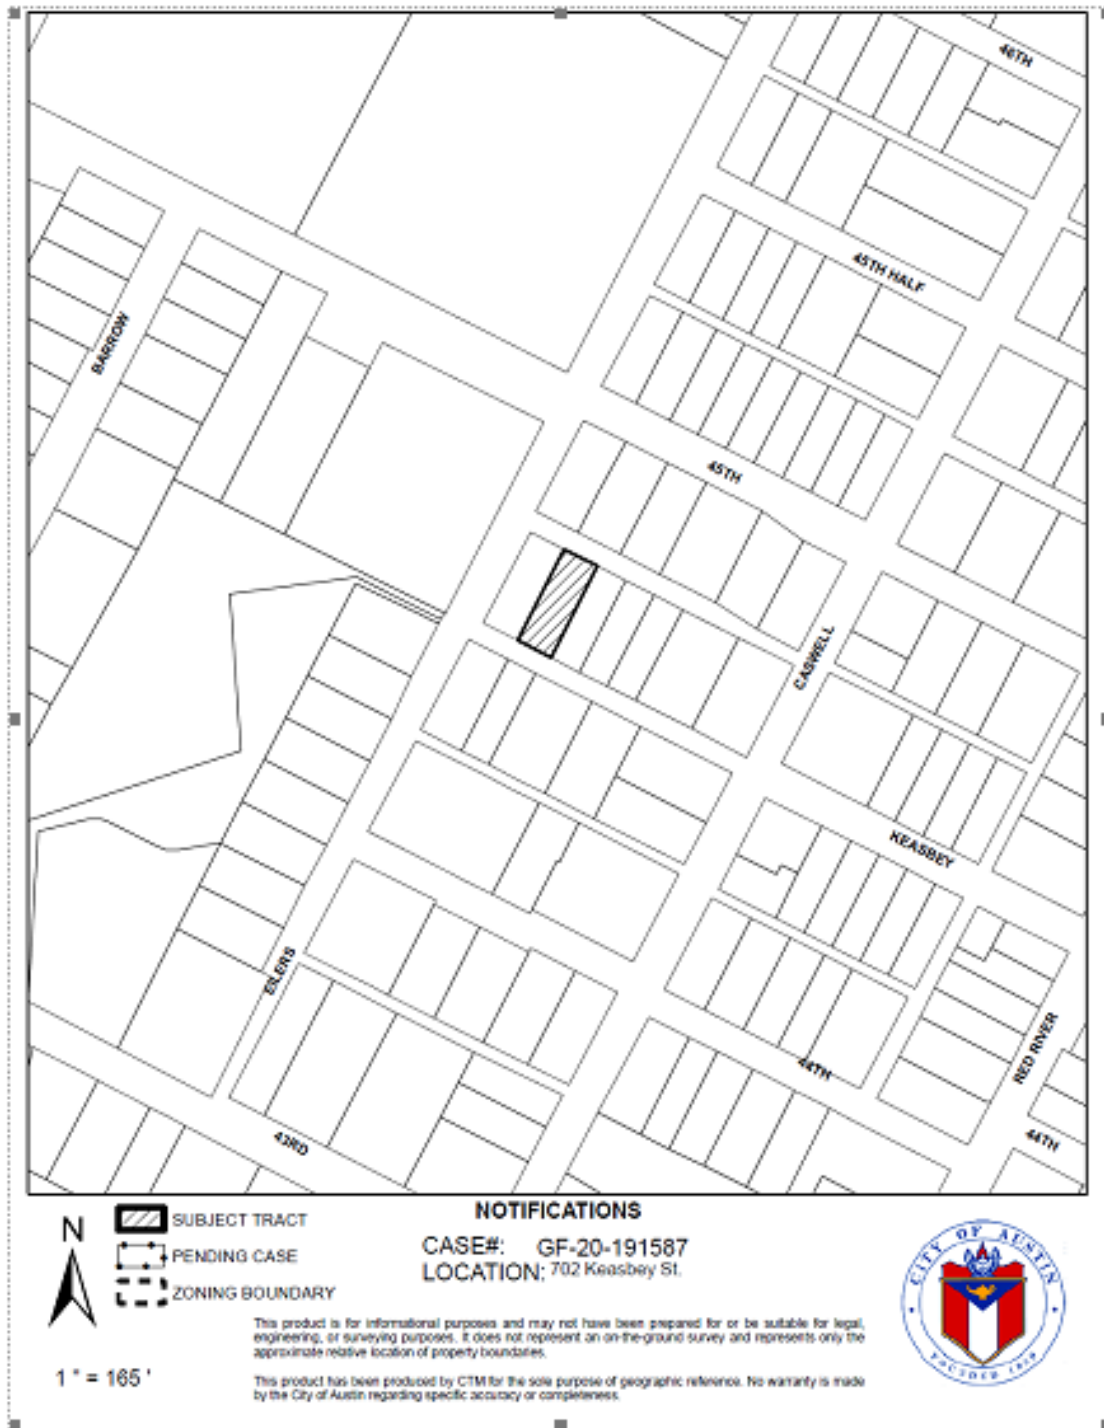 46TH
45TH HALF
BARROW
45TH
CASWELL
KEASBEY
EILERS
RED RIVER
44TH
44TH
43RD
NOTIFICATIONS
N
SUBJECT TRACT
PENDING CASE
ZONING BOUNDARY
CASE#: GF-20-191587
LOCATION: 702 Keasbey St.
This product is for informational purposes and may not have been prepared for or be suitable for legal,
engineering, or surveying purposes. It does not represent an on-the-ground survey and represents only the
approximate relative location of property boundaries.
This product has been produced by CTM for the sole purpose of geographic reference. No warranty is made
by the City of Austin regarding specific accuracy or completeness.
1 " = 165 '
CITY OF AUSTIN
FOUNDED 1839